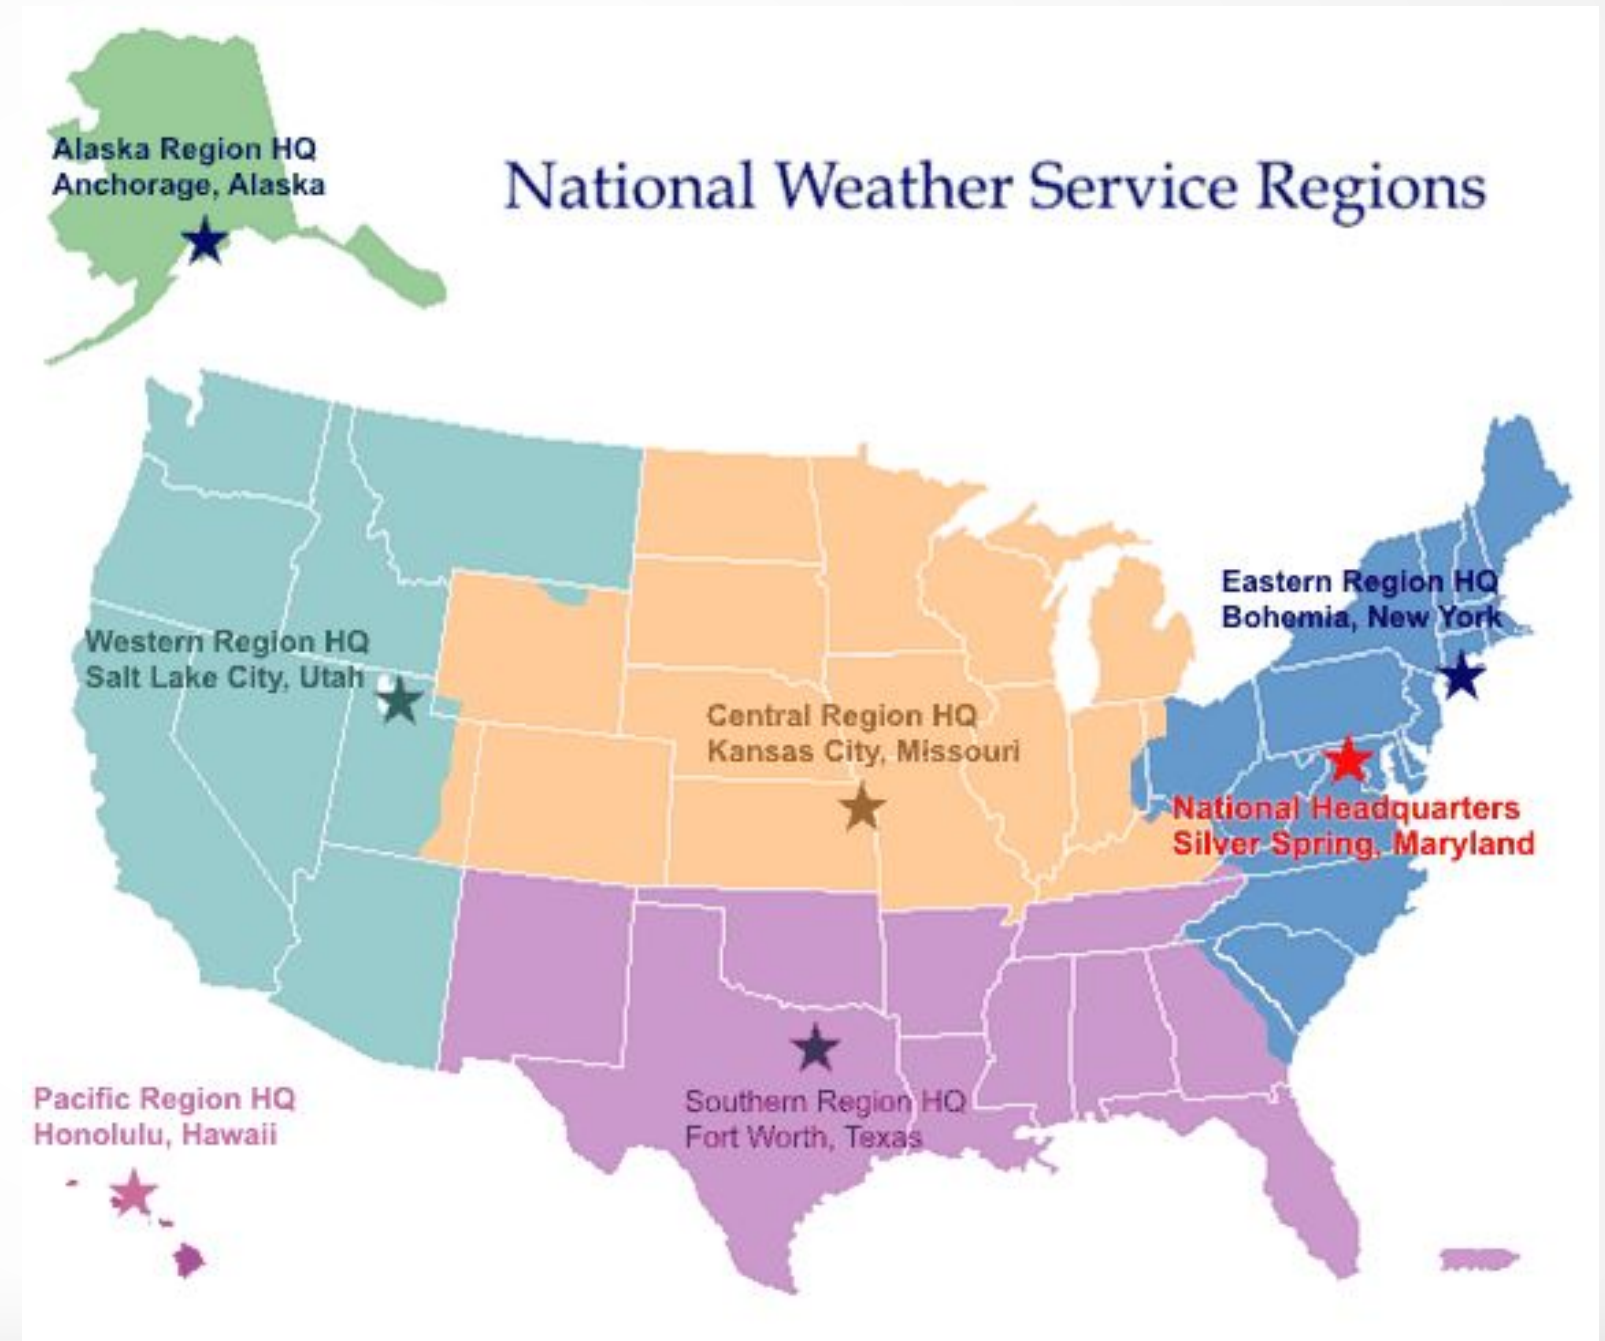 Alaska Region HQ
Anchorage, Alaska
National Weather Service Regions
Eastern Region HQ
Bohemia, New York
Western Region HQ
Salt Lake City, Utah
Central Region HQ
Kansas City, Missouri
National Headquarters
Silver Spring, Maryland
Pacific Region HQ
Honolulu, Hawaii
Southern Region HQ
Fort Worth, Texas